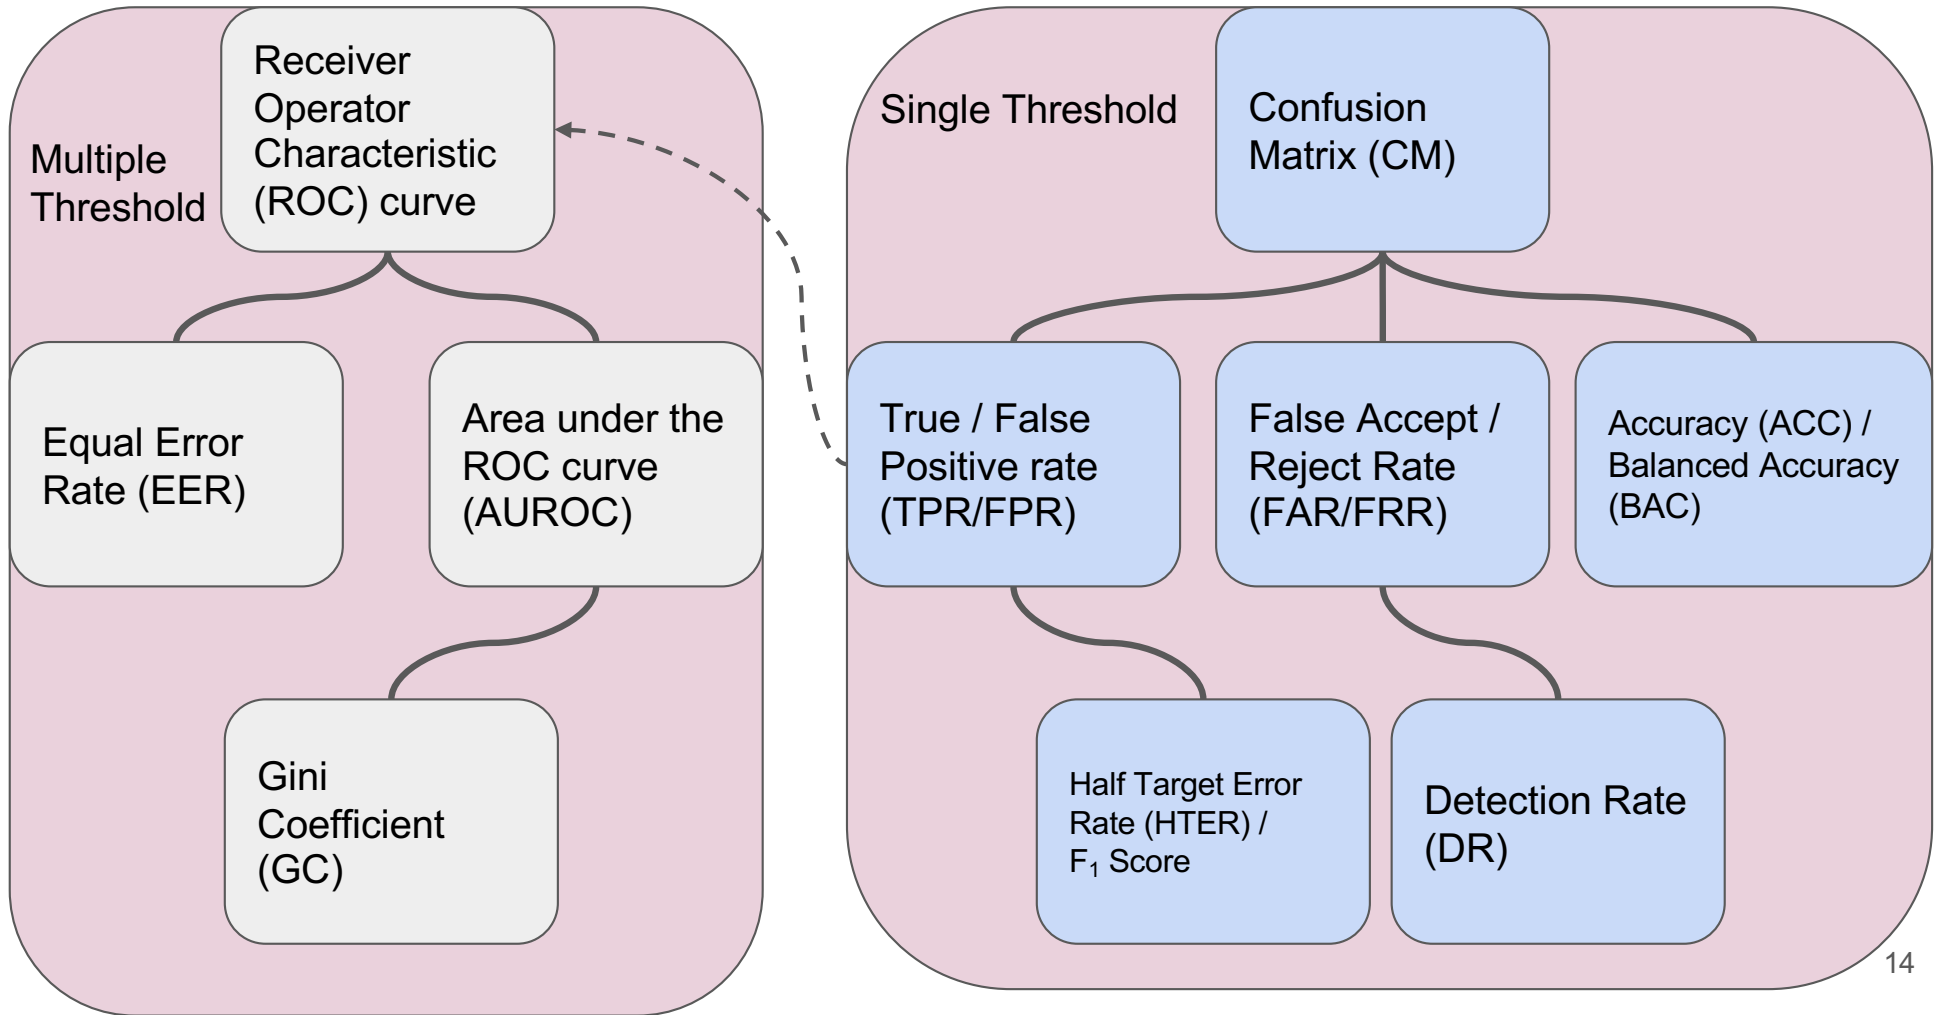 Multiple
Threshold
Receiver
Operator
Characteristic
(ROC) curve
Equal Error
Rate (EER)
Area under the
ROC curve
(AUROC)
Gini
Coefficient
(GC)
Single Threshold
Confusion
Matrix (CM)
True / False
Positive rate
(TPR/FPR)
False Accept /
Reject Rate
(FAR/FRR)
Accuracy (ACC) /
Balanced Accuracy
(BAC)
Half Target Error
Rate (HTER) /
F₁ Score
Detection Rate
(DR)
14